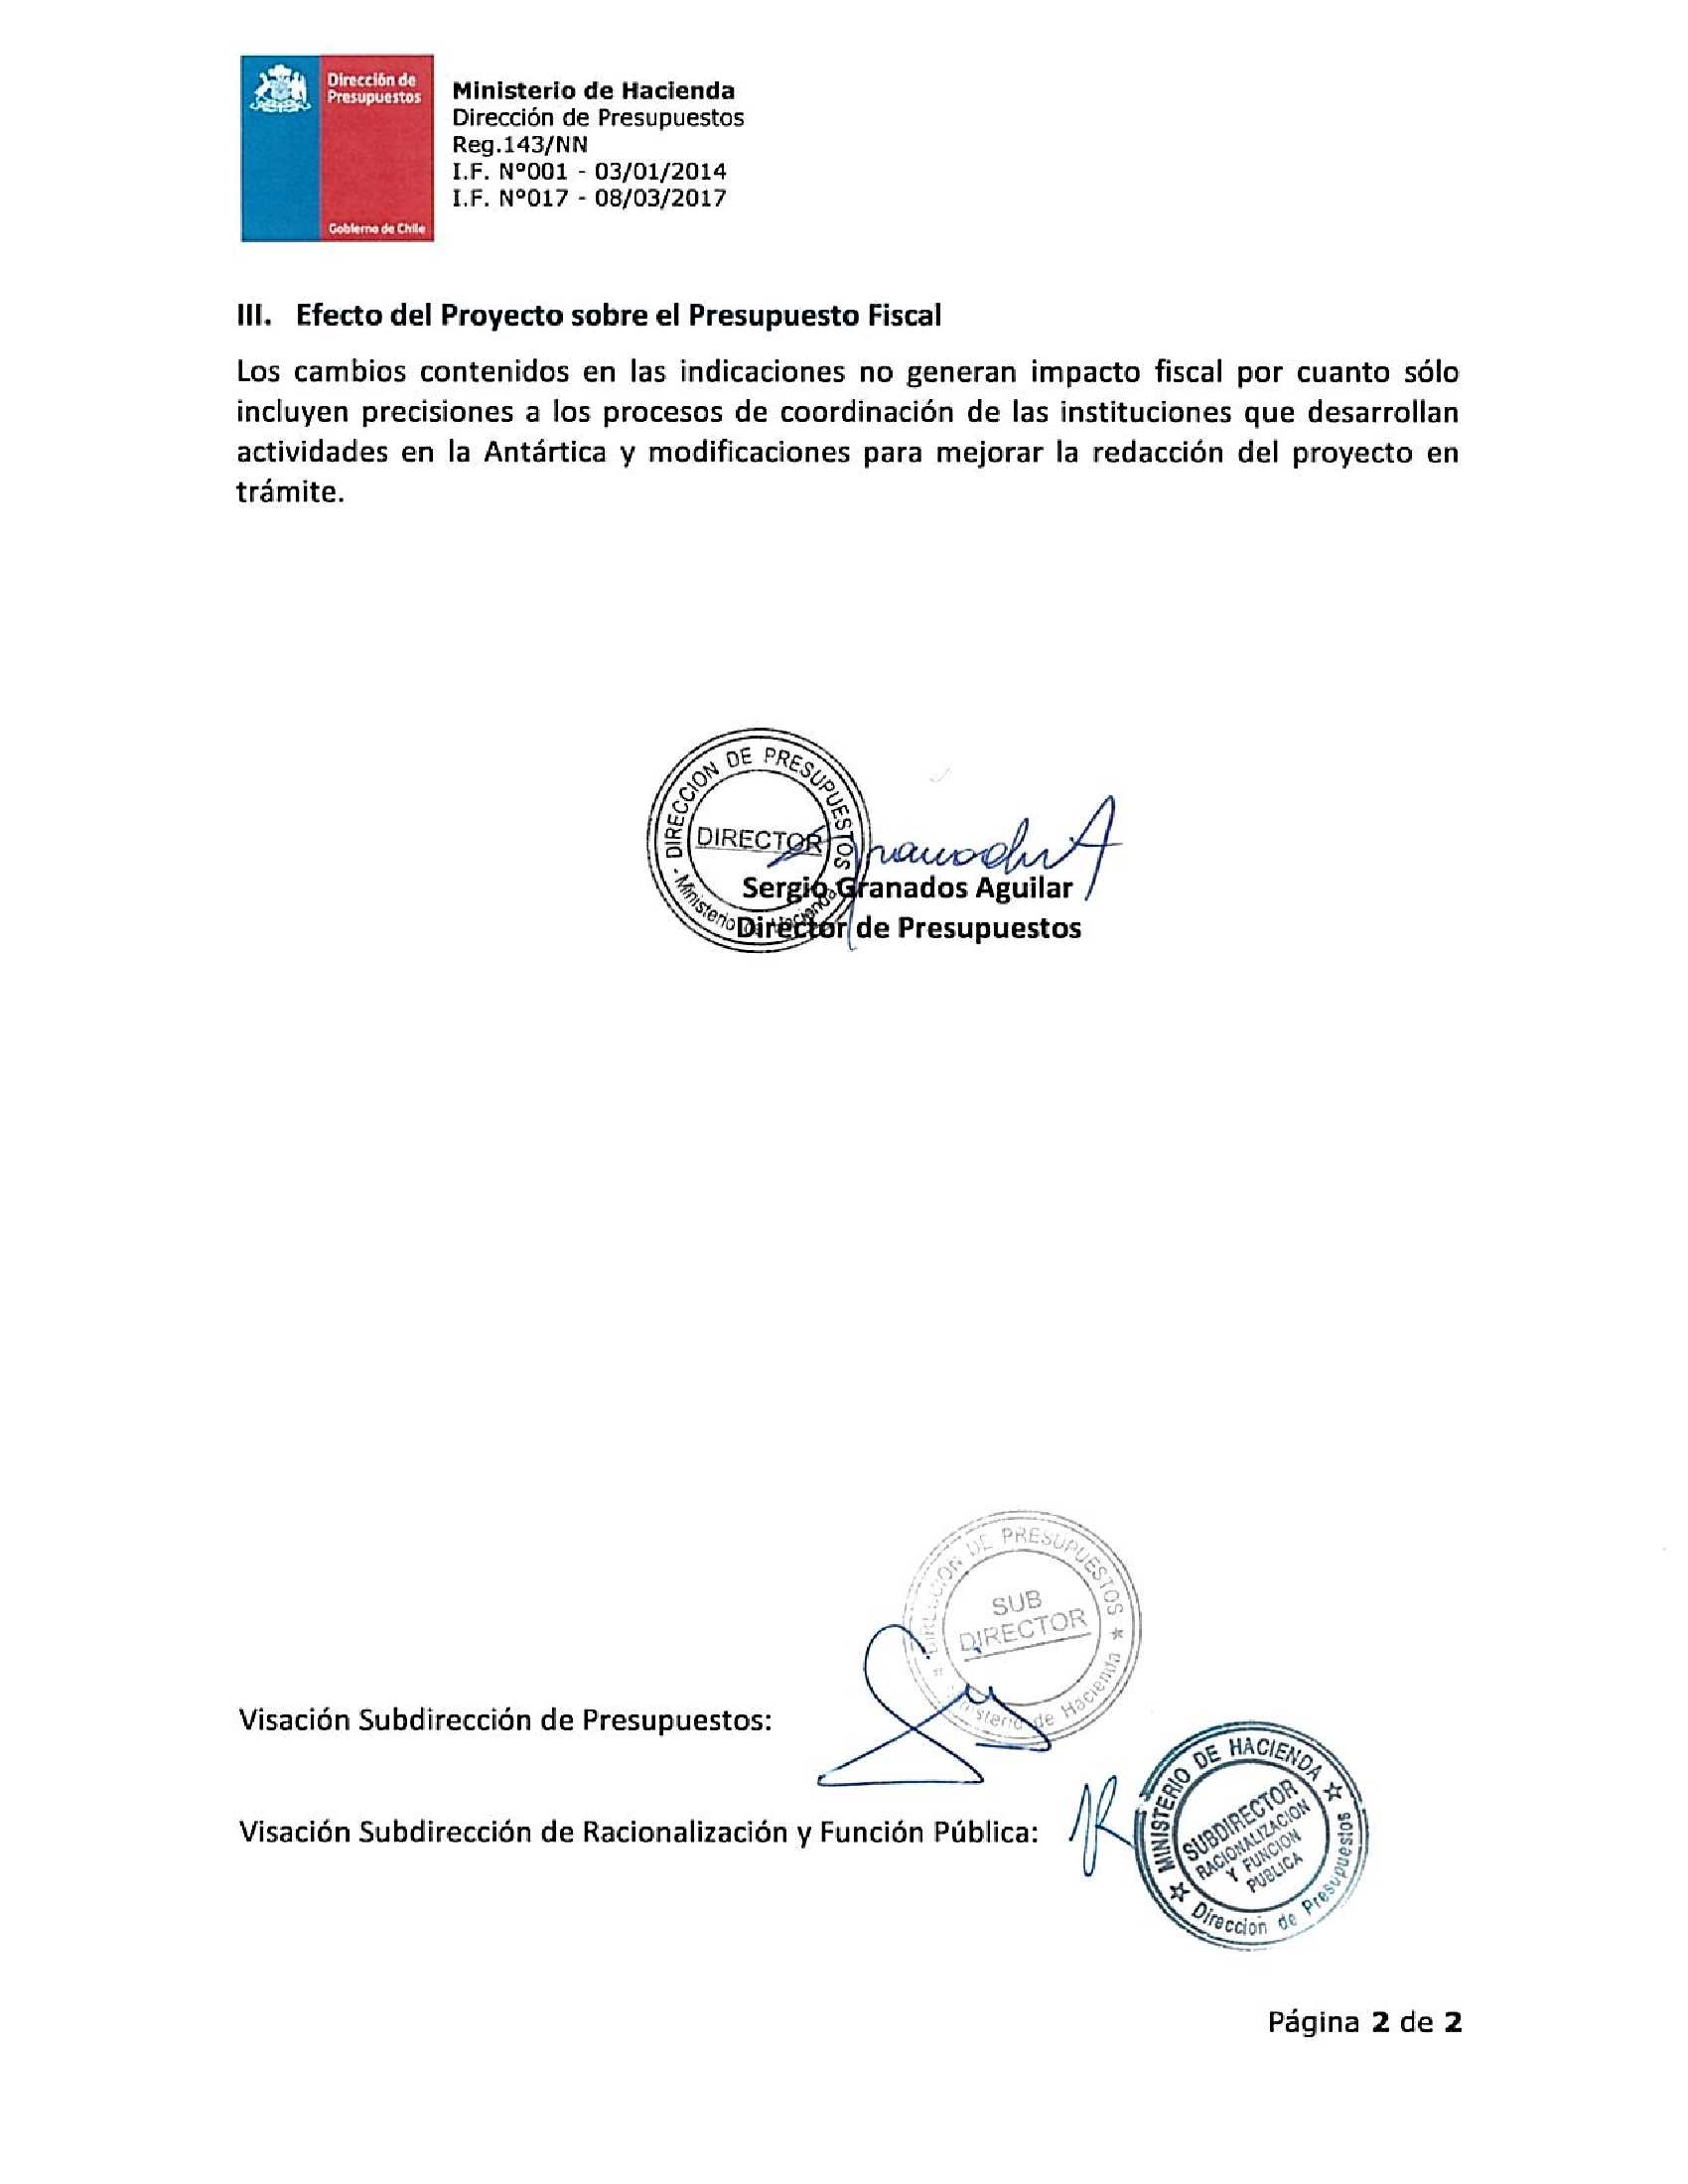 Dirección de
Presupuestos
Gobierno de Chile
Ministerio de Hacienda
Dirección de Presupuestos
Reg.143/NN
I.F. Nº001 - 03/01/2014
I.F. Nº017 - 08/03/2017
III. Efecto del Proyecto sobre el Presupuesto Fiscal
Los cambios contenidos en las indicaciones no generan impacto fiscal por cuanto sólo
incluyen precisiones a los procesos de coordinación de las instituciones que desarrollan
actividades en la Antártica y modificaciones para mejorar la redacción del proyecto en
trámite.
DIRECCION DE PRESUPUESTOS
DIRECTOR
Ministerio de Hacienda
Sergio Granados Aguilar
Director de Presupuestos
DIRECCION DE PRESUPUESTOS
SUB
DIRECTOR
Ministerio de Hacienda
Visación Subdirección de Presupuestos:
Visación Subdirección de Racionalización y Función Pública:
MINISTERIO DE HACIENDA
SUBDIRECTOR
RACIONALIZACION
Y FUNCION
PUBLICA
Dirección de Presupuestos
Página 2 de 2